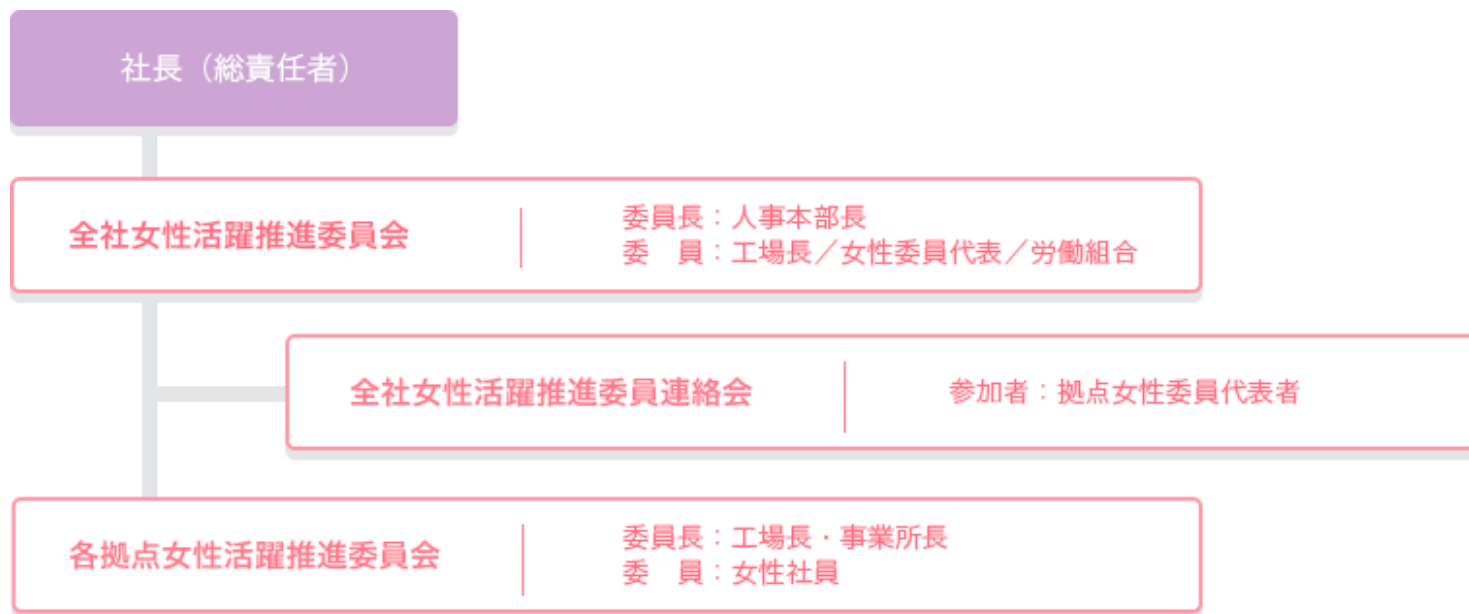 社長（総責任者）
全社女性活躍推進委員会
委員長：人事本部長
委　員：工場長／女性委員代表／労働組合
全社女性活躍推進委員連絡会
参加者：拠点女性委員代表者
各拠点女性活躍推進委員会
委員長：工場長・事業所長
委　員：女性社員